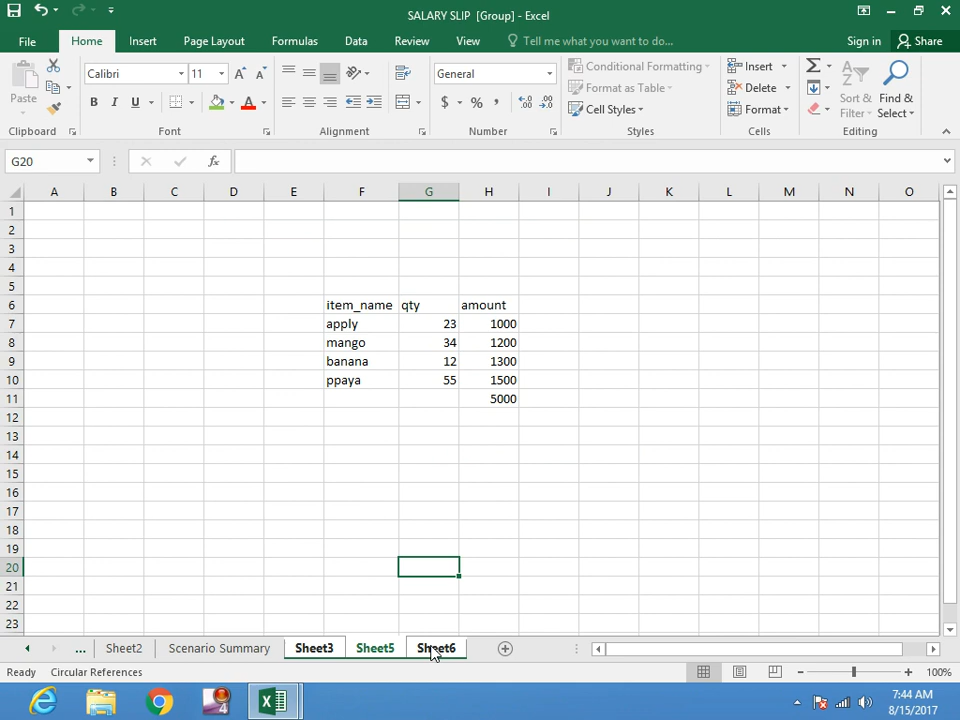 SALARY SLIP [Group] - Excel
File Home Insert Page Layout Formulas Data Review View Tell me what you want to do... Sign in Share
Paste
Calibri 11
B I U
A
General
$ % ,
Conditional Formatting
Format as Table
Cell Styles
Insert
Delete
Format
Sort & Filter
Find & Select
Clipboard Font Alignment Number Styles Cells Editing
G20 fx
A B C D E F G H I J K L M N O
1
2
3
4
5
6 item_name qty amount
7 apply 23 1000
8 mango 34 1200
9 banana 12 1300
10 ppaya 55 1500
11 5000
12
13
14
15
16
17
18
19
20
21
22
23
... Sheet2 Scenario Summary Sheet3 Sheet5 Sheet6
Ready Circular References 100%
4
7:44 AM
8/15/2017